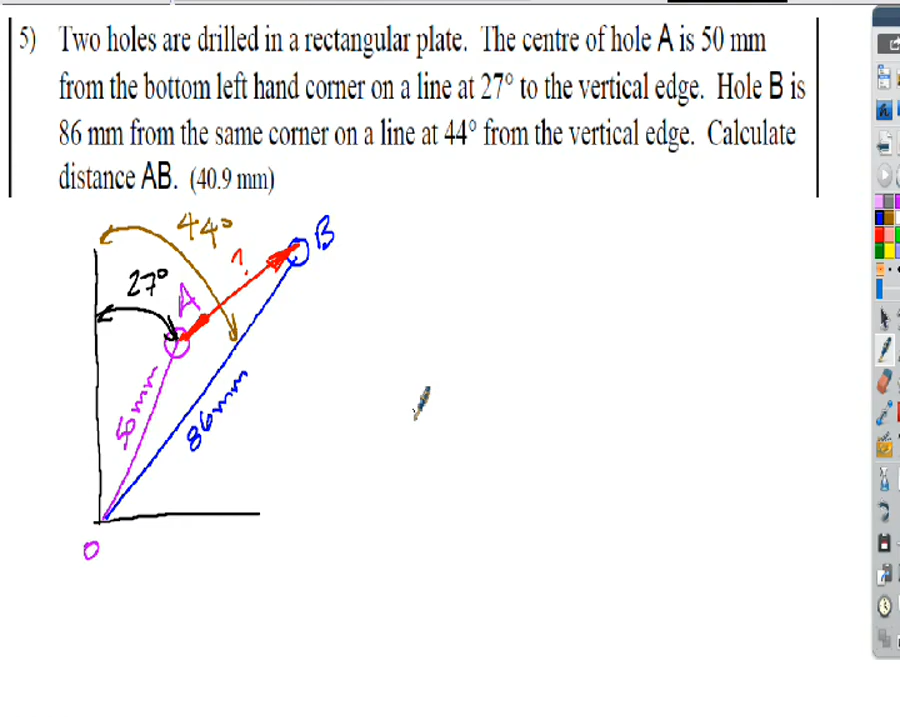 5) Two holes are drilled in a rectangular plate. The centre of hole A is 50 mm
from the bottom left hand corner on a line at 27° to the vertical edge. Hole B is
86 mm from the same corner on a line at 44° from the vertical edge. Calculate
distance AB. (40.9 mm)
44°
B
?
27°
A
50mm
86mm
O